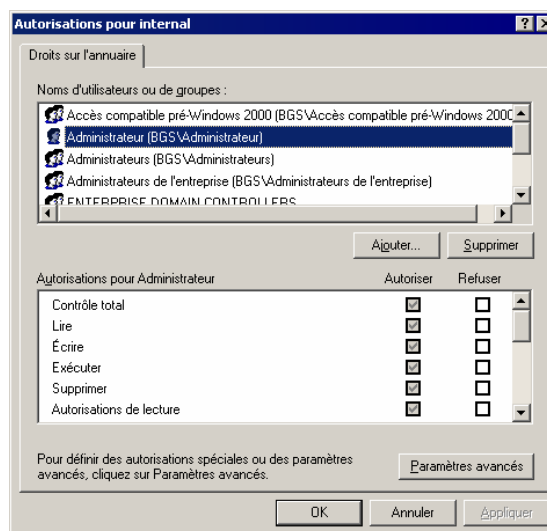 Autorisations pour internal
Droits sur l'annuaire
Noms d'utilisateurs ou de groupes :
Accès compatible pré-Windows 2000 (BGS\Accès compatible pré-Windows 2000
Administrateur (BGS\Administrateur)
Administrateurs (BGS\Administrateurs)
Administrateurs de l'entreprise (BGS\Administrateurs de l'entreprise)
ENTERPRISE DOMAIN CONTROLLERS
Ajouter... Supprimer
Autorisations pour Administrateur Autoriser Refuser
Contrôle total
Lire
Écrire
Exécuter
Supprimer
Autorisations de lecture
Pour définir des autorisations spéciales ou des paramètres
avancés, cliquez sur Paramètres avancés. Paramètres avancés
OK Annuler Appliquer